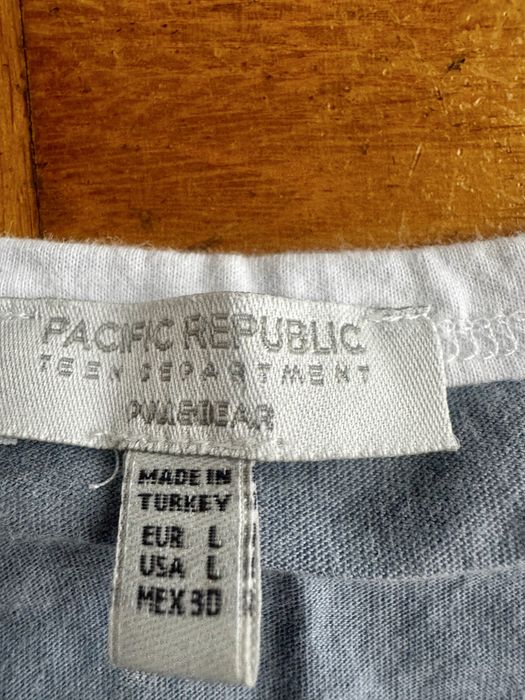 PACIFIC REPUBLIC
TEEN DEPARTMENT
PULL&BEAR
MADE IN
TURKEY
EUR L
USA L
MEX 30